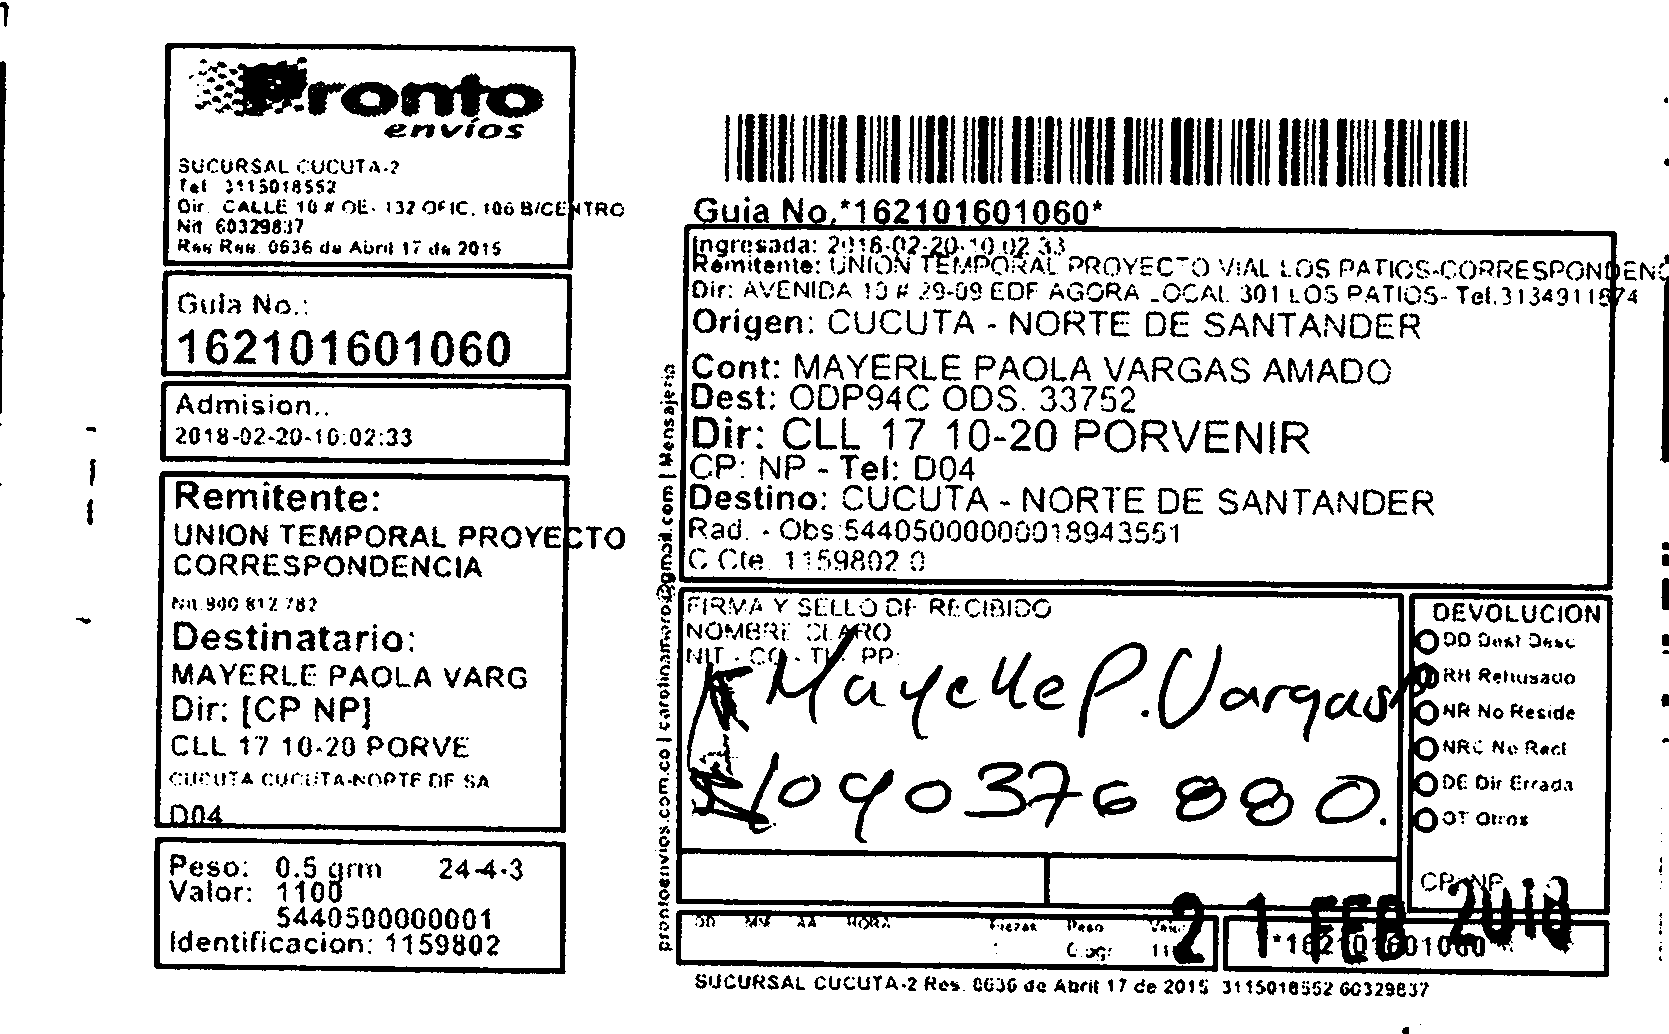 Pronto
envíos
SUCURSAL CUCUTA-2
Tel 3115018552
Dir. CALLE 10 # OE- 132 OFIC. 106 B/CENTRO
Nit 60329837
Res Res. 0636 de Abril 17 de 2015
Guia No.:
162101601060
Admision..
2018-02-20-10:02:33
Remitente:
UNION TEMPORAL PROYECTO
CORRESPONDENCIA
Nit 900 812 782
Destinatario:
MAYERLE PAOLA VARG
Dir: [CP NP]
CLL 17 10-20 PORVE
CUCUTA CUCUTA-NORTE DE SA
D04
Peso: 0.5 grm 24-4-3
Valor: 1100
5440500000001
Identificacion: 1159802
prontoenvios.com.co | carolinamaro@gmail.com | Mensajeria
Guia No.*162101601060*
Ingresada: 2018-02-20-10:02:33
Remitente: UNION TEMPORAL PROYECTO VIAL LOS PATIOS-CORRESPONDENC
Dir: AVENIDA 10 # 29-09 EDF AGORA LOCAL 301 LOS PATIOS- Tel.3134911674
Origen: CUCUTA - NORTE DE SANTANDER
Cont: MAYERLE PAOLA VARGAS AMADO
Dest: ODP94C ODS. 33752
Dir: CLL 17 10-20 PORVENIR
CP: NP - Tel: D04
Destino: CUCUTA - NORTE DE SANTANDER
Rad. - Obs:544050000000018943551
C Cte. 1159802 0
FIRMA Y SELLO DE RECIBIDO
NOMBRE CLARO
NIT - CC - TI- PP:
Mayelle P. Vargas
1090376880.
DEVOLUCION
DD Dest Desc
RH Rehusado
NR No Reside
NRC No Recl
DE Dir Errada
OT Otros
CP: NP
DD MM AA HORA Piezas Peso
21 FEB 2018
*162101601060*
SUCURSAL CUCUTA-2 Res. 0636 de Abril 17 de 2015 3115018552 60329837